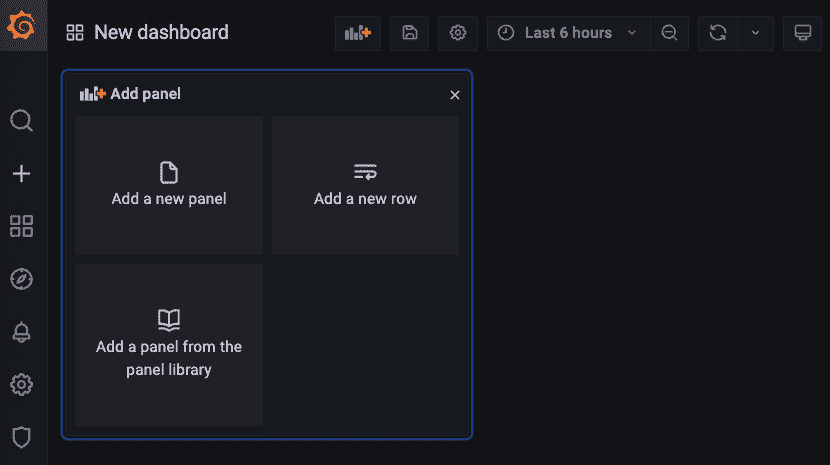 New dashboard
Last 6 hours
Add panel
Add a new panel
Add a new row
Add a panel from the
panel library